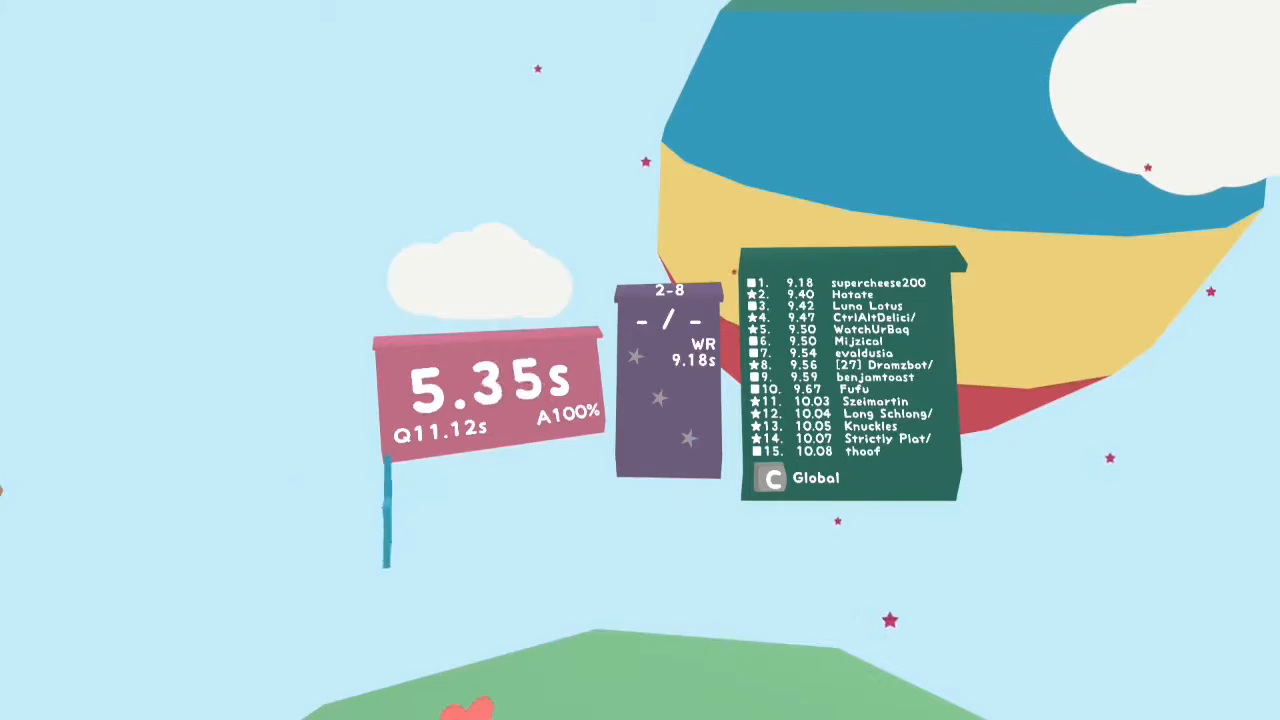 5.35s
Q11.12s
A100%
2-8
- / -
WR
9.18s
1. 9.18 supercheese200
2. 9.40 Hotate
3. 9.42 Luna Lotus
4. 9.47 CtrlAltDelici/
5. 9.50 WatchUrBaq
6. 9.50 Mijzical
7. 9.54 evaldusia
8. 9.56 [27] Dramzbot/
9. 9.59 benjamtoast
10. 9.67 Fufu
11. 10.03 Szeimartin
12. 10.04 Long Schlong/
13. 10.05 Knuckles
14. 10.07 Strictly Plat/
15. 10.08 thoof
C Global